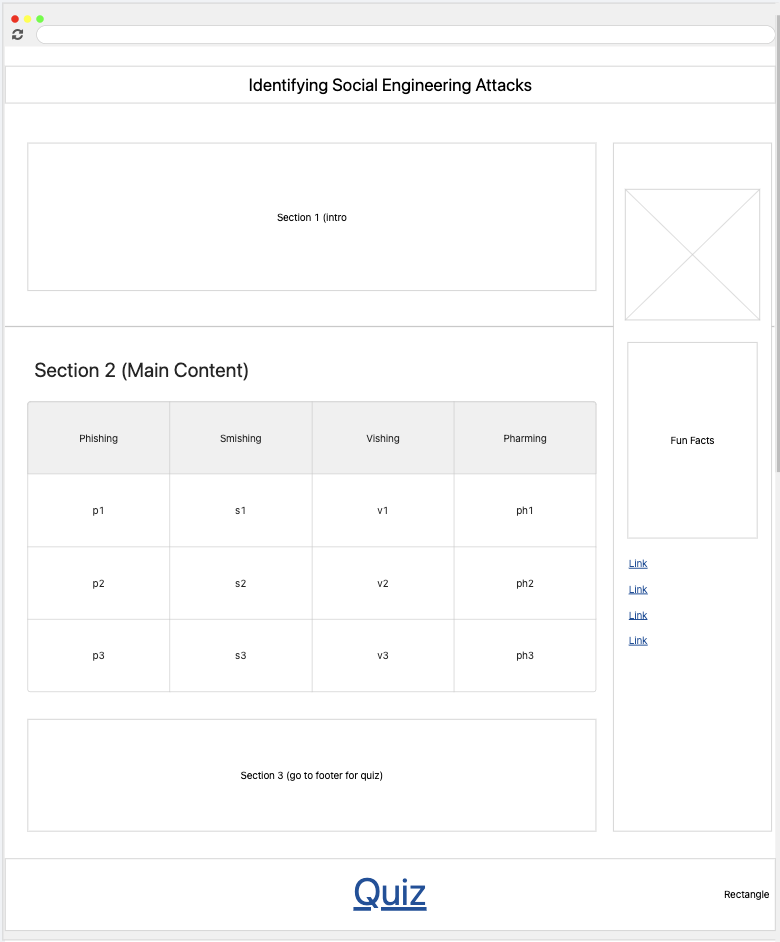 Identifying Social Engineering Attacks
Section 1 (intro
Section 2 (Main Content)
Phishing Smishing Vishing Pharming
p1 s1 v1 ph1
p2 s2 v2 ph2
p3 s3 v3 ph3
Section 3 (go to footer for quiz)
Fun Facts
Link
Link
Link
Link
Quiz
Rectangle